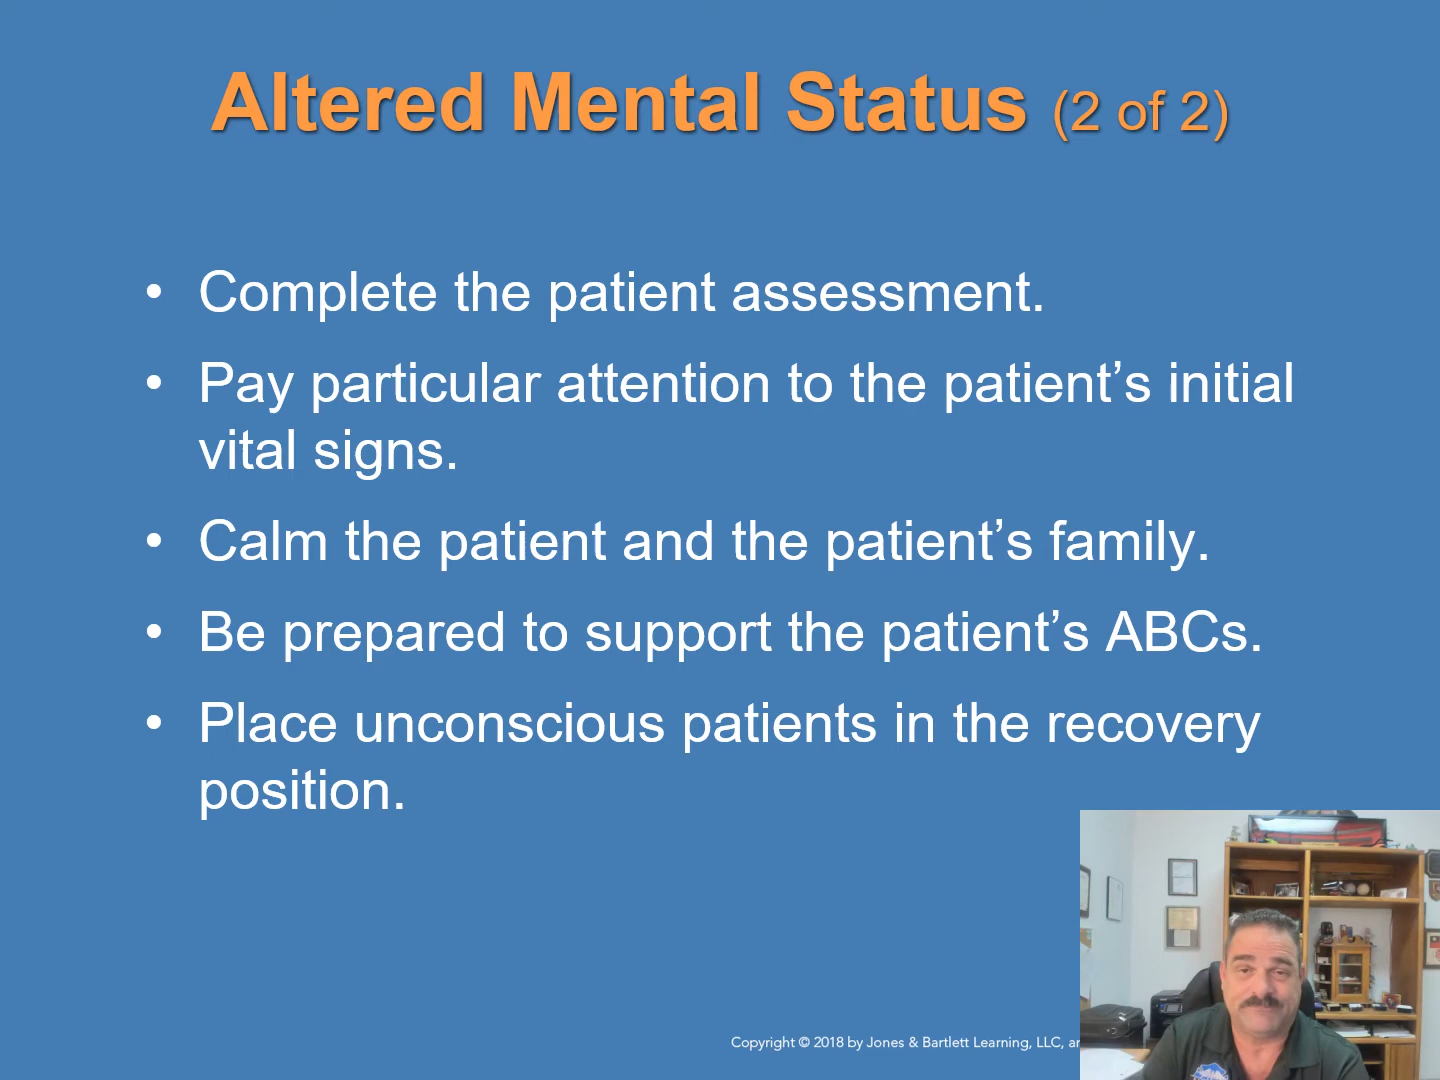 Altered Mental Status (2 of 2)
• Complete the patient assessment.
• Pay particular attention to the patient’s initial
vital signs.
• Calm the patient and the patient’s family.
• Be prepared to support the patient’s ABCs.
• Place unconscious patients in the recovery
position.
Copyright © 2018 by Jones & Bartlett Learning, LLC,